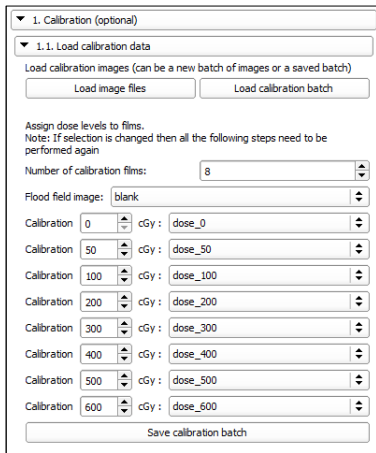 1. Calibration (optional)
1.1. Load calibration data
Load calibration images (can be a new batch of images or a saved batch)
Load image files Load calibration batch
Assign dose levels to films.
Note: If selection is changed then all the following steps need to be
performed again
Number of calibration films: 8
Flood field image: blank
Calibration 0 cGy : dose_0
Calibration 50 cGy : dose_50
Calibration 100 cGy : dose_100
Calibration 200 cGy : dose_200
Calibration 300 cGy : dose_300
Calibration 400 cGy : dose_400
Calibration 500 cGy : dose_500
Calibration 600 cGy : dose_600
Save calibration batch